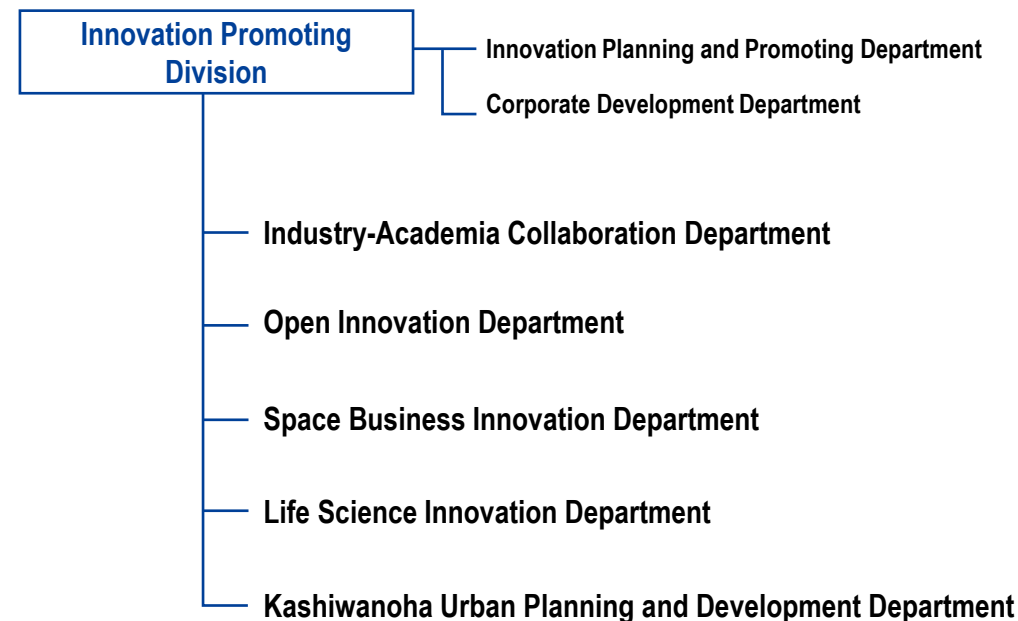 Innovation Promoting
Division
Innovation Planning and Promoting Department
Corporate Development Department
Industry-Academia Collaboration Department
Open Innovation Department
Space Business Innovation Department
Life Science Innovation Department
Kashiwanoha Urban Planning and Development Department